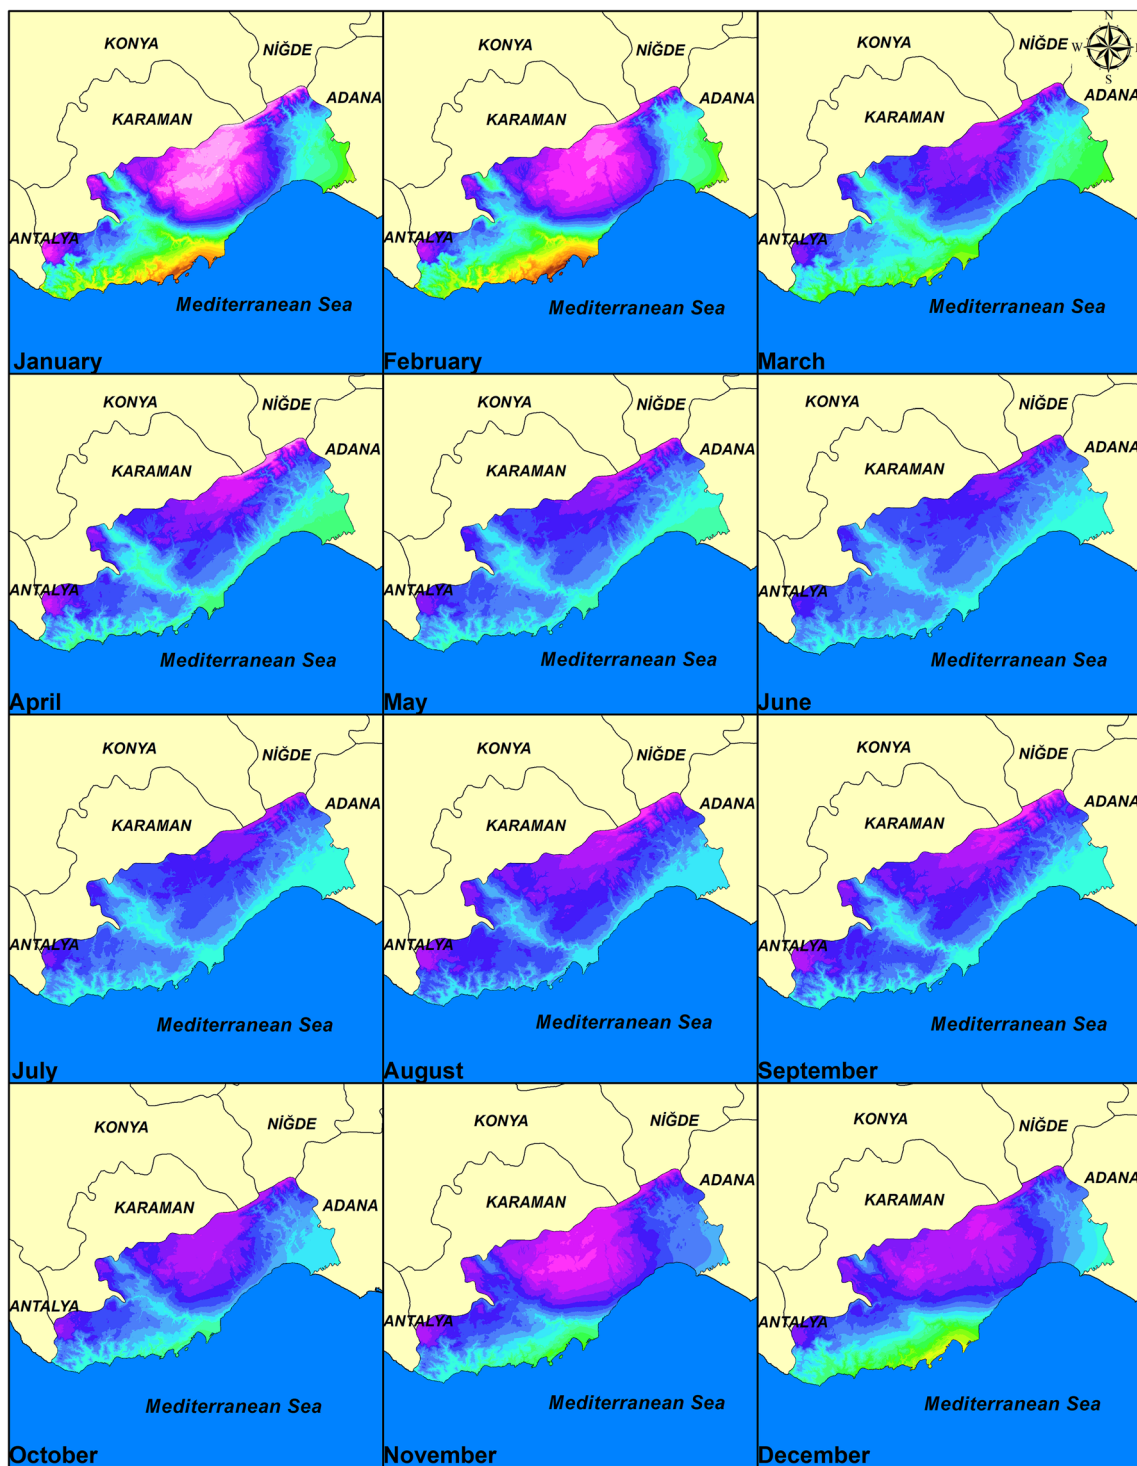 KONYA
NİĞDE
ADANA
KARAMAN
ANTALYA
Mediterranean Sea
January
KONYA
NİĞDE
ADANA
KARAMAN
ANTALYA
Mediterranean Sea
February
N
W
S
KONYA
NİĞDE
ADANA
KARAMAN
ANTALYA
Mediterranean Sea
March
KONYA
NİĞDE
ADANA
KARAMAN
ANTALYA
Mediterranean Sea
April
KONYA
NİĞDE
ADANA
KARAMAN
ANTALYA
Mediterranean Sea
May
KONYA
NİĞDE
ADANA
KARAMAN
ANTALYA
Mediterranean Sea
June
KONYA
NİĞDE
ADANA
KARAMAN
ANTALYA
Mediterranean Sea
July
KONYA
NİĞDE
ADANA
KARAMAN
ANTALYA
Mediterranean Sea
August
KONYA
NİĞDE
ADANA
KARAMAN
ANTALYA
Mediterranean Sea
September
KONYA
NİĞDE
ADANA
KARAMAN
ANTALYA
Mediterranean Sea
October
KONYA
NİĞDE
ADANA
KARAMAN
ANTALYA
Mediterranean Sea
November
KONYA
NİĞDE
ADANA
KARAMAN
ANTALYA
Mediterranean Sea
December